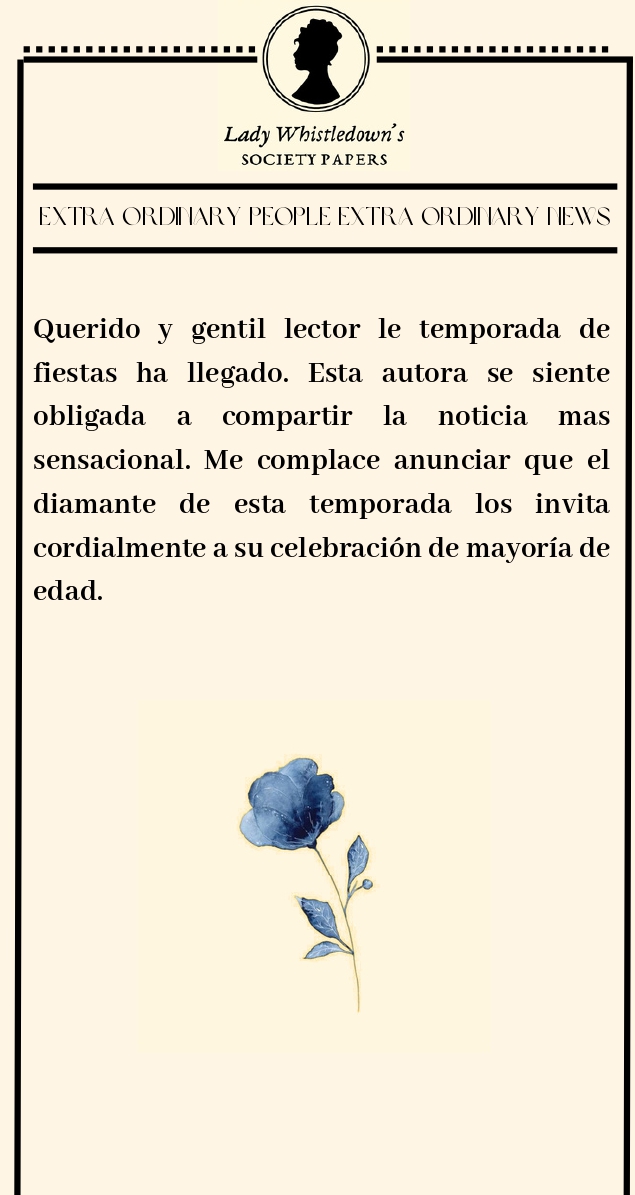 Lady Whistledown's
SOCIETY PAPERS
EXTRA ORDINARY PEOPLE EXTRA ORDINARY NEWS
Querido y gentil lector le temporada de
fiestas ha llegado. Esta autora se siente
obligada a compartir la noticia mas
sensacional. Me complace anunciar que el
diamante de esta temporada los invita
cordialmente a su celebración de mayoría de
edad.